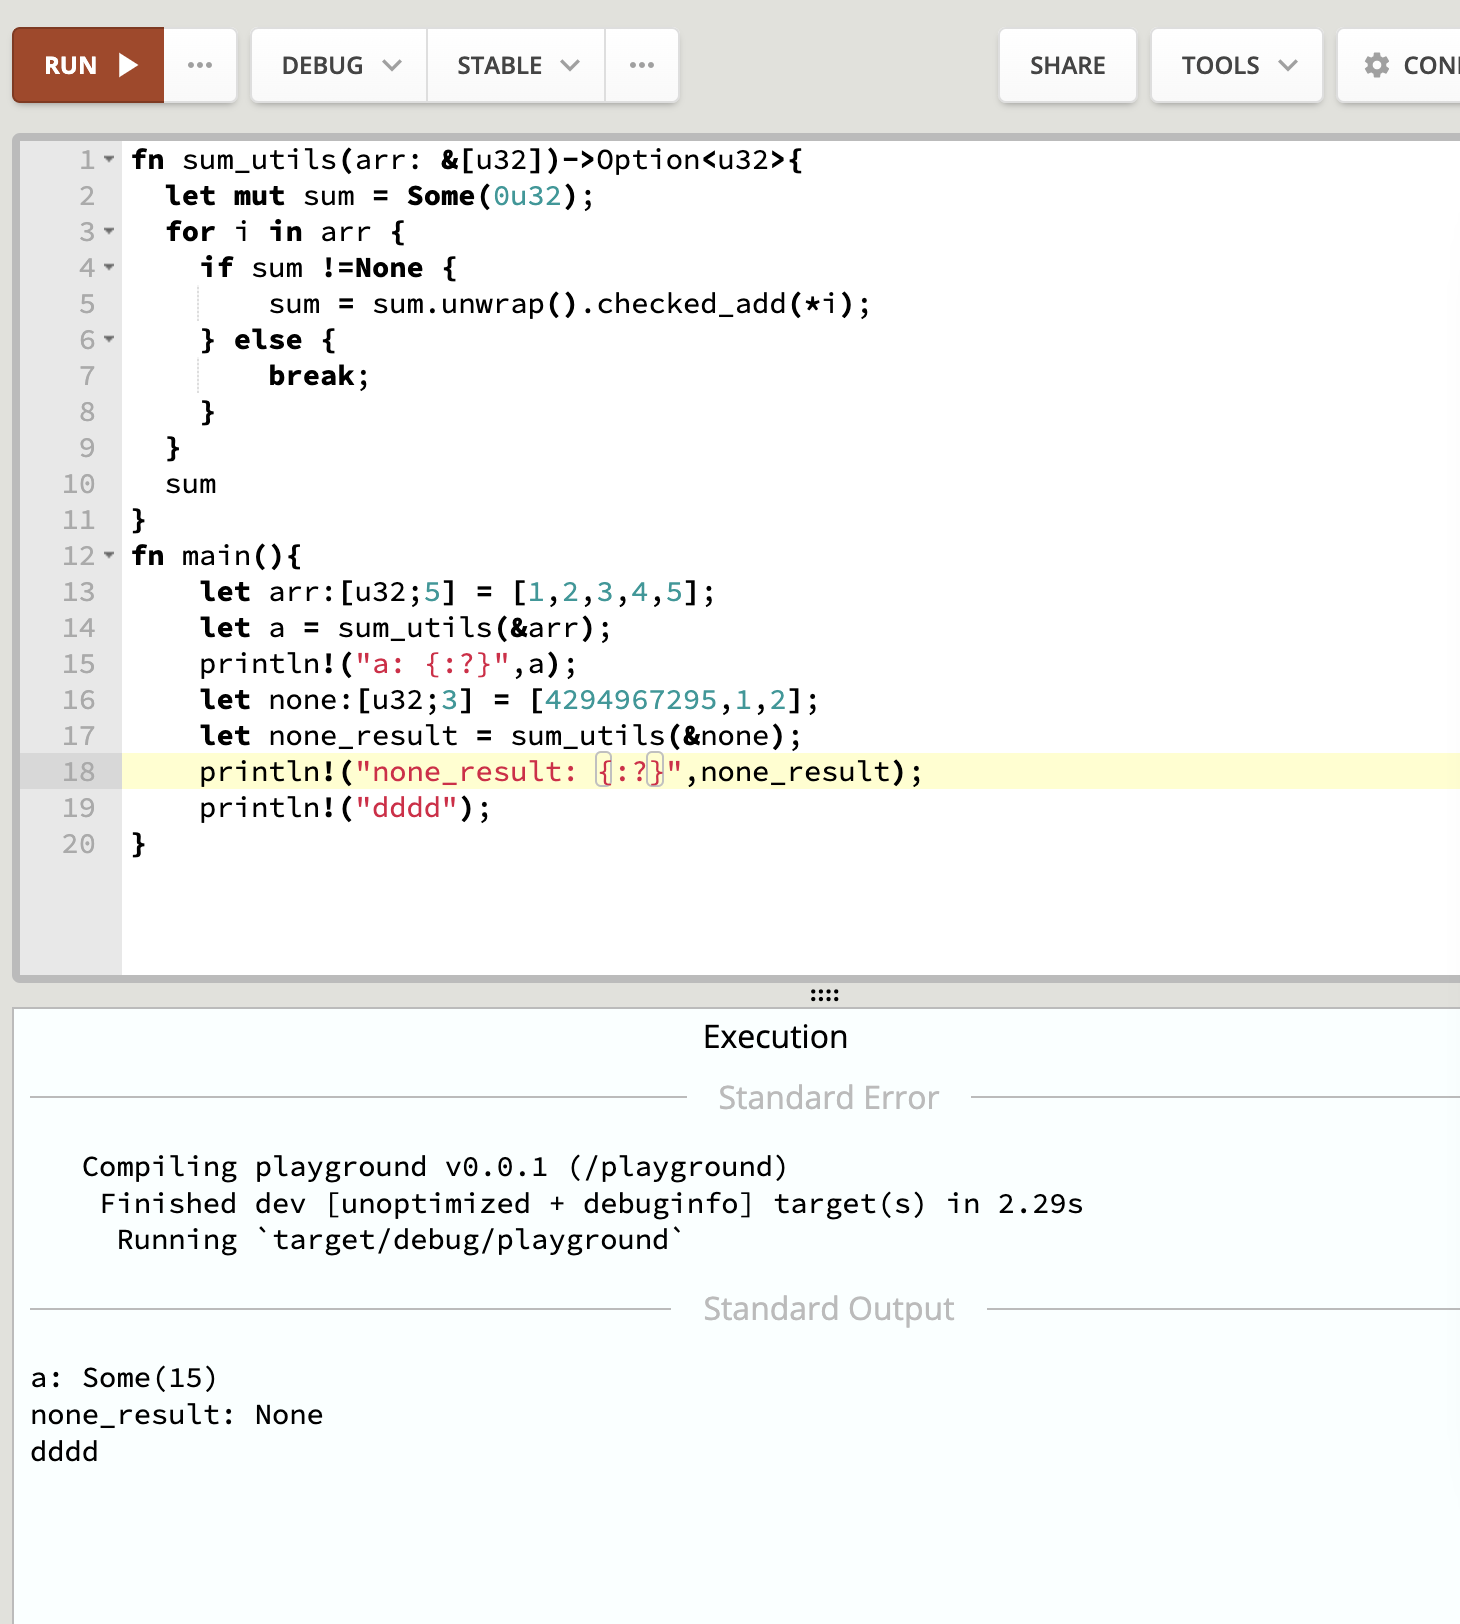 RUN ▶ ••• DEBUG STABLE ••• SHARE TOOLS
1 fn sum_utils(arr: &[u32])->Option<u32>{
2   let mut sum = Some(0u32);
3   for i in arr {
4     if sum !=None {
5         sum = sum.unwrap().checked_add(*i);
6     } else {
7         break;
8     }
9   }
10   sum
11 }
12 fn main(){
13     let arr:[u32;5] = [1,2,3,4,5];
14     let a = sum_utils(&arr);
15     println!("a: {:?}",a);
16     let none:[u32;3] = [4294967295,1,2];
17     let none_result = sum_utils(&none);
18     println!("none_result: {:?}",none_result);
19     println!("dddd");
20 }
Execution
Standard Error
   Compiling playground v0.0.1 (/playground)
    Finished dev [unoptimized + debuginfo] target(s) in 2.29s
     Running `target/debug/playground`
Standard Output
a: Some(15)
none_result: None
dddd